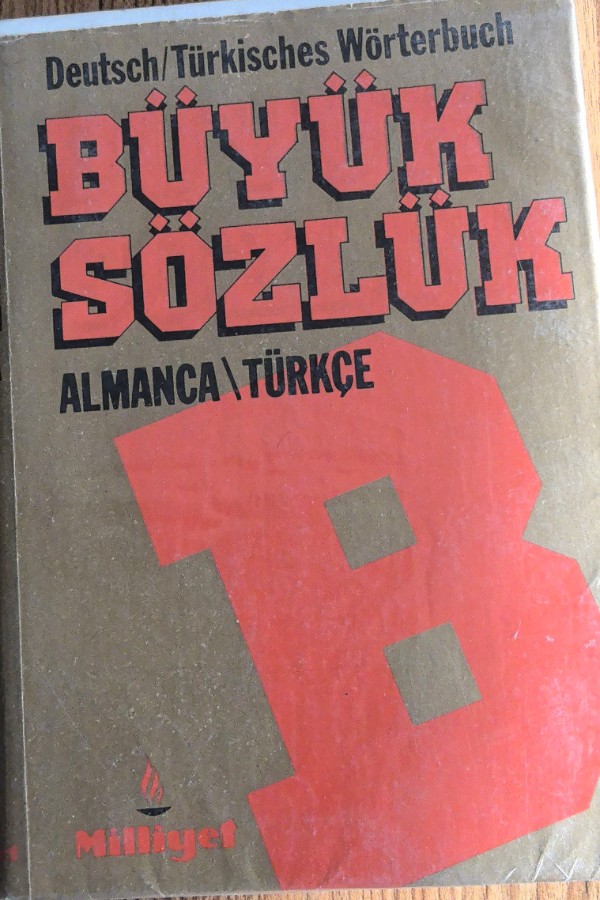 Deutsch/Türkisches Wörterbuch
BÜYÜK
SÖZLÜK
ALMANCA\TÜRKÇE
B
Milliyet